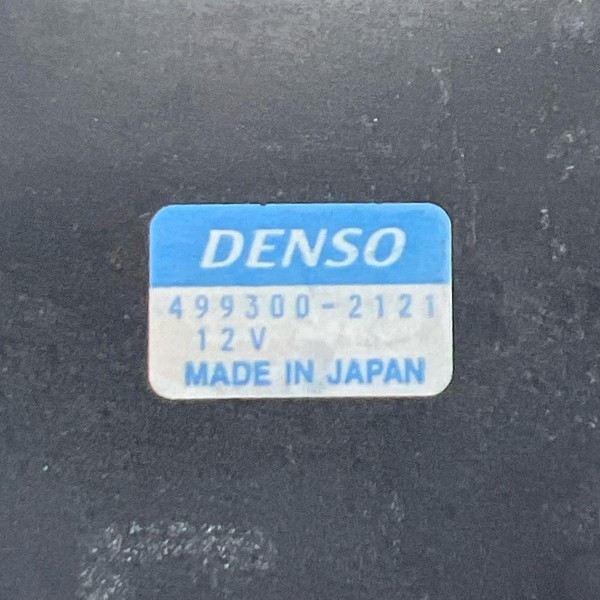 DENSO
499300-2121
12V
MADE IN JAPAN